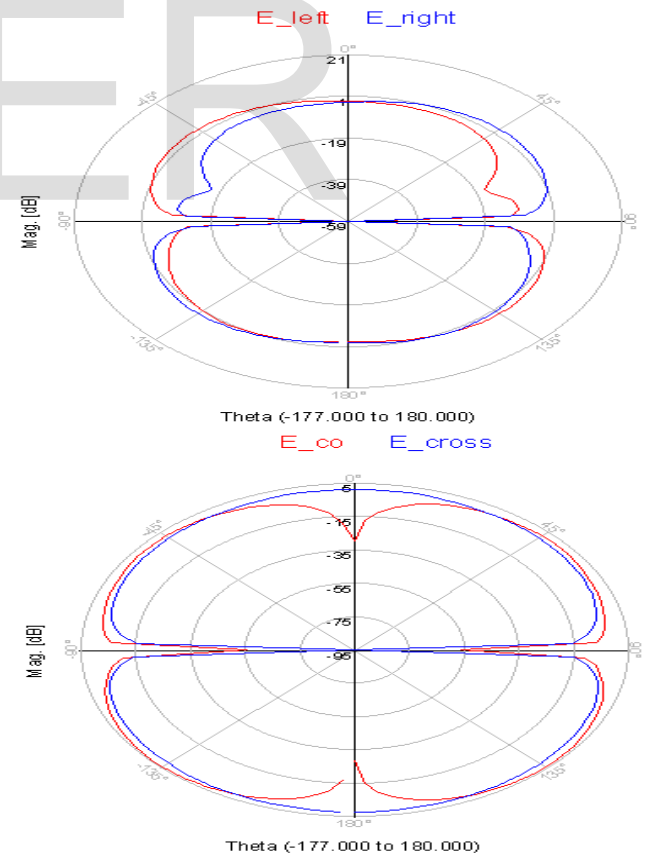 ER
E_left E_right
0°
21
-45° 1 45°
-19
-39
Mag. [dB]
-90° -59 90°
-135° 135°
180°
Theta (-177.000 to 180.000)
E_co E_cross
0°
5
-45° -15 45°
-35
-55
-75
Mag. [dB]
-90° -95 90°
-135° 135°
180°
Theta (-177.000 to 180.000)